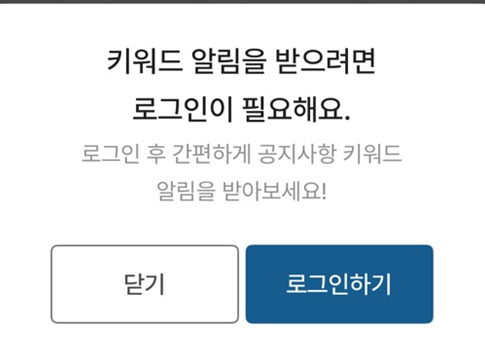 키워드 알림을 받으려면
로그인이 필요해요.
로그인 후 간편하게 공지사항 키워드
알림을 받아보세요!
닫기
로그인하기